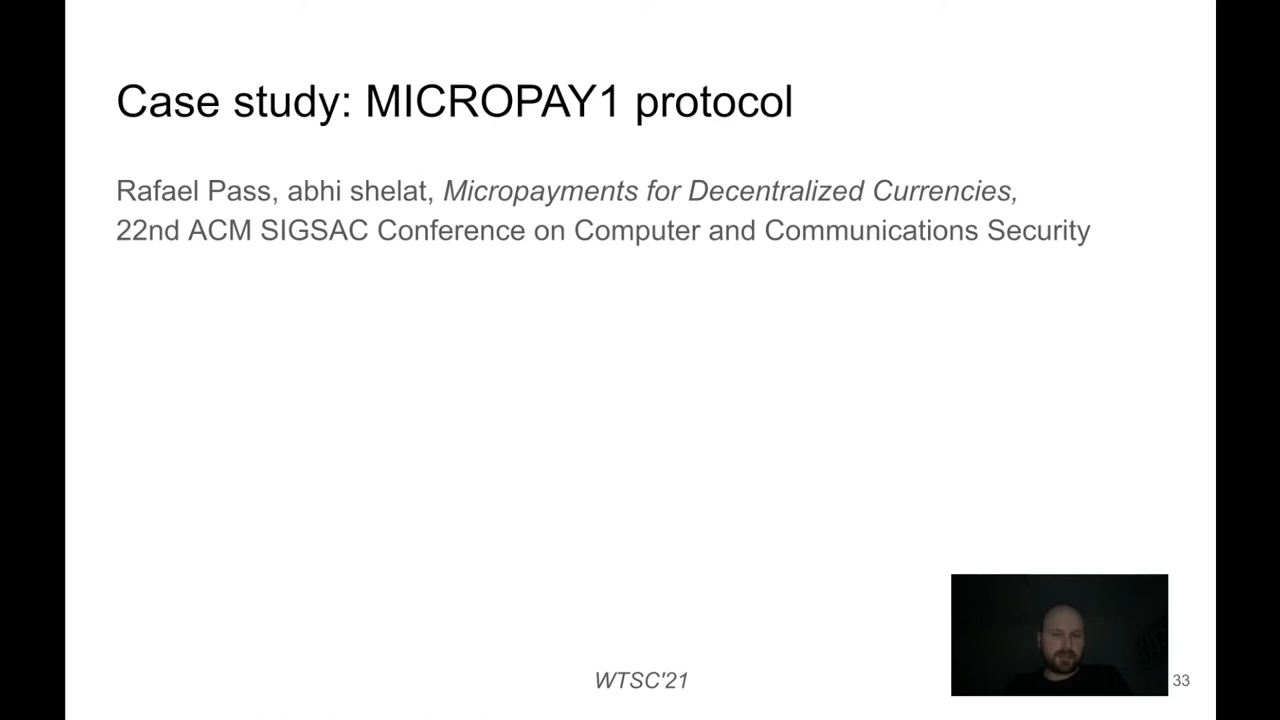 Case study: MICROPAY1 protocol
Rafael Pass, abhi shelat, Micropayments for Decentralized Currencies,
22nd ACM SIGSAC Conference on Computer and Communications Security
WTSC'21
33